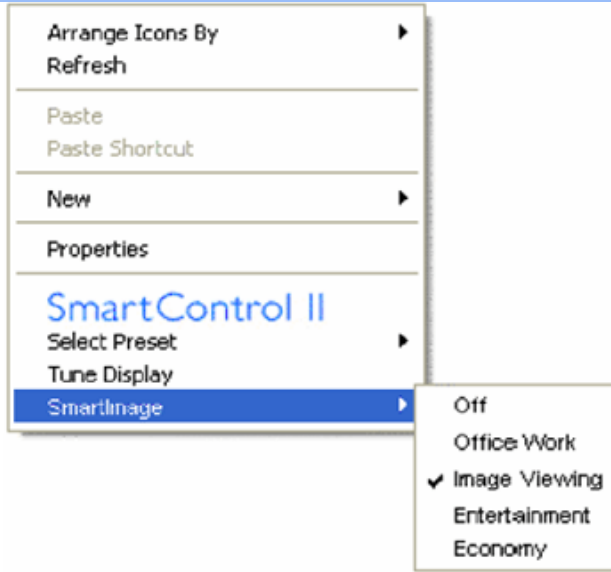 Arrange Icons By
Refresh
Paste
Paste Shortcut
New
Properties
SmartControl II
Select Preset
Tune Display
SmartImage
Off
Office Work
Image Viewing
Entertainment
Economy